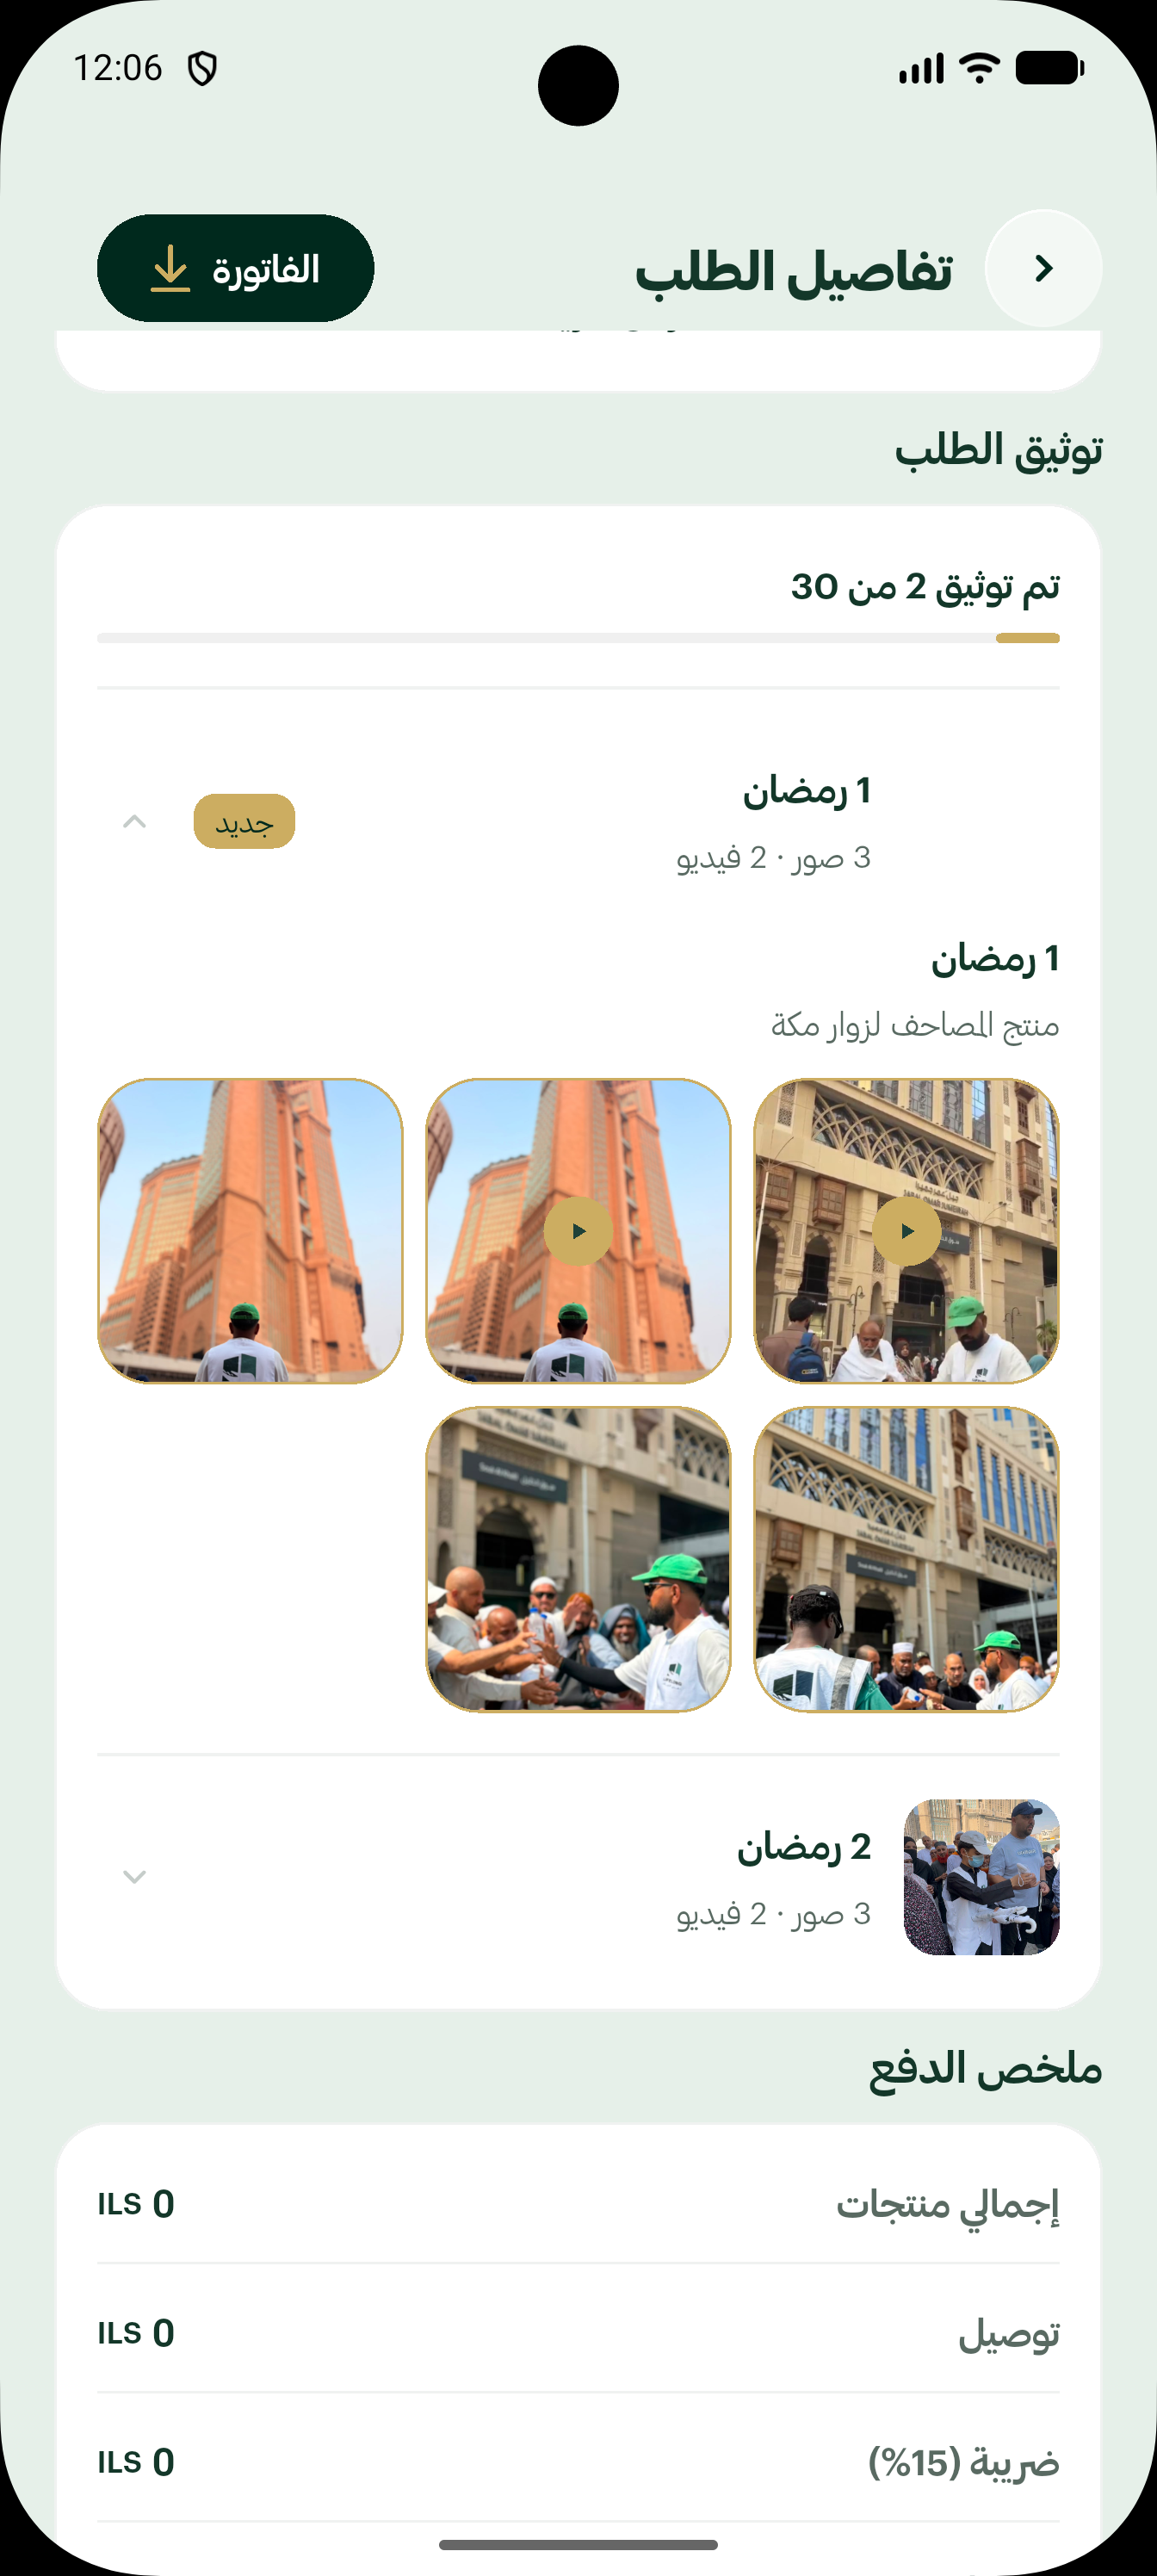 12:06
تفاصيل الطلب
الفاتورة
توثيق الطلب
تم توثيق 2 من 30
1 رمضان
3 صور · 2 فيديو
جديد
1 رمضان
منتج المصاحف لزوار مكة
2 رمضان
3 صور · 2 فيديو
ملخص الدفع
إجمالي منتجات
0 ILS
توصيل
0 ILS
ضريبة (15%)
0 ILS